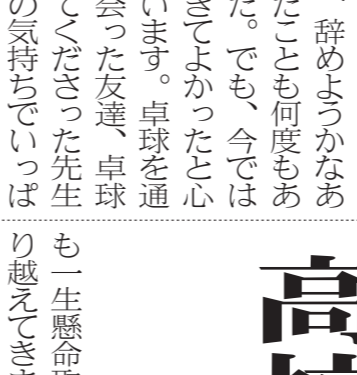 、辞めようかなあ
たことも何度もあ
た。でも、今では
きてよかったと心
います。卓球を通
会った友達、卓球
てくださった先生
の気持ちでいっぱ
高
も一生懸命
り越えてき